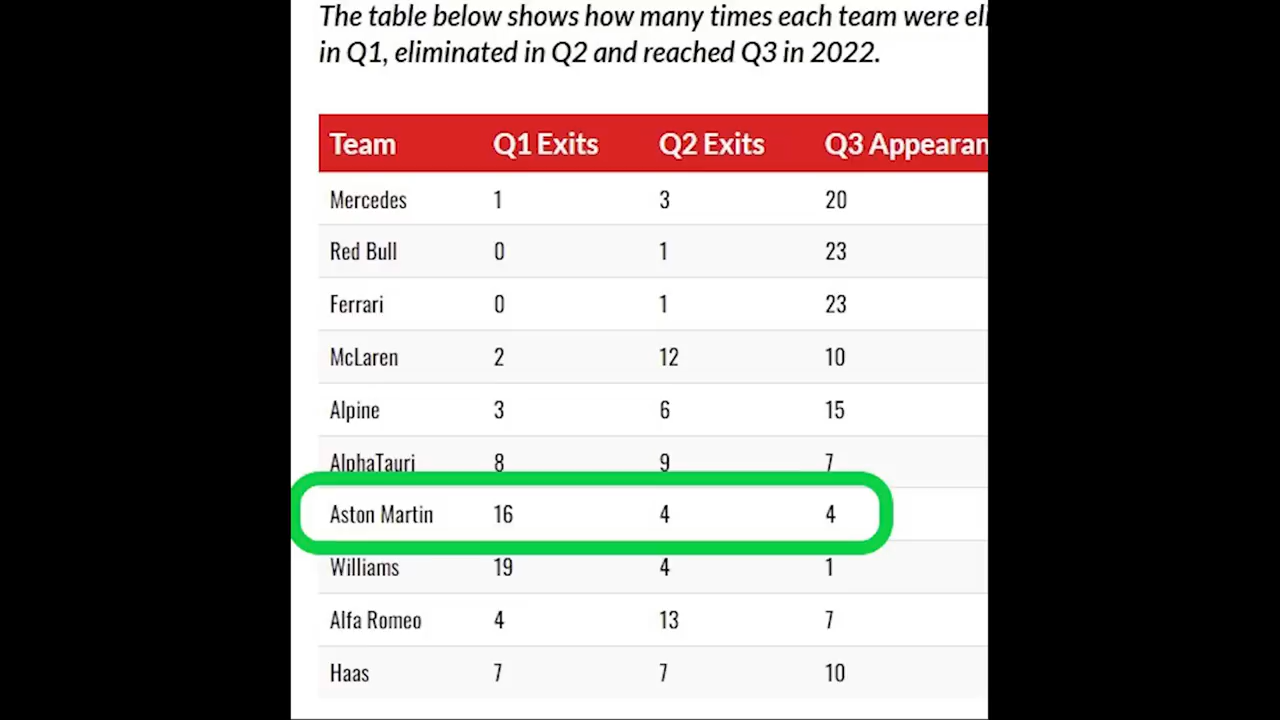 The table below shows how many times each team were eli
in Q1, eliminated in Q2 and reached Q3 in 2022.
Team Q1 Exits Q2 Exits Q3 Appearan
Mercedes 1 3 20
Red Bull 0 1 23
Ferrari 0 1 23
McLaren 2 12 10
Alpine 3 6 15
AlphaTauri 8 9 7
Aston Martin 16 4 4
Williams 19 4 1
Alfa Romeo 4 13 7
Haas 7 7 10